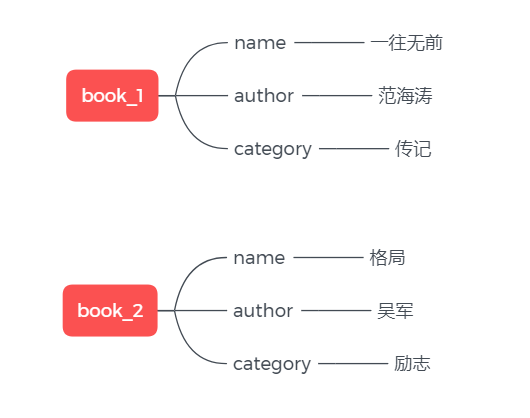 name 一往无前
book_1 author 范海涛
category 传记
name 格局
book_2 author 吴军
category 励志